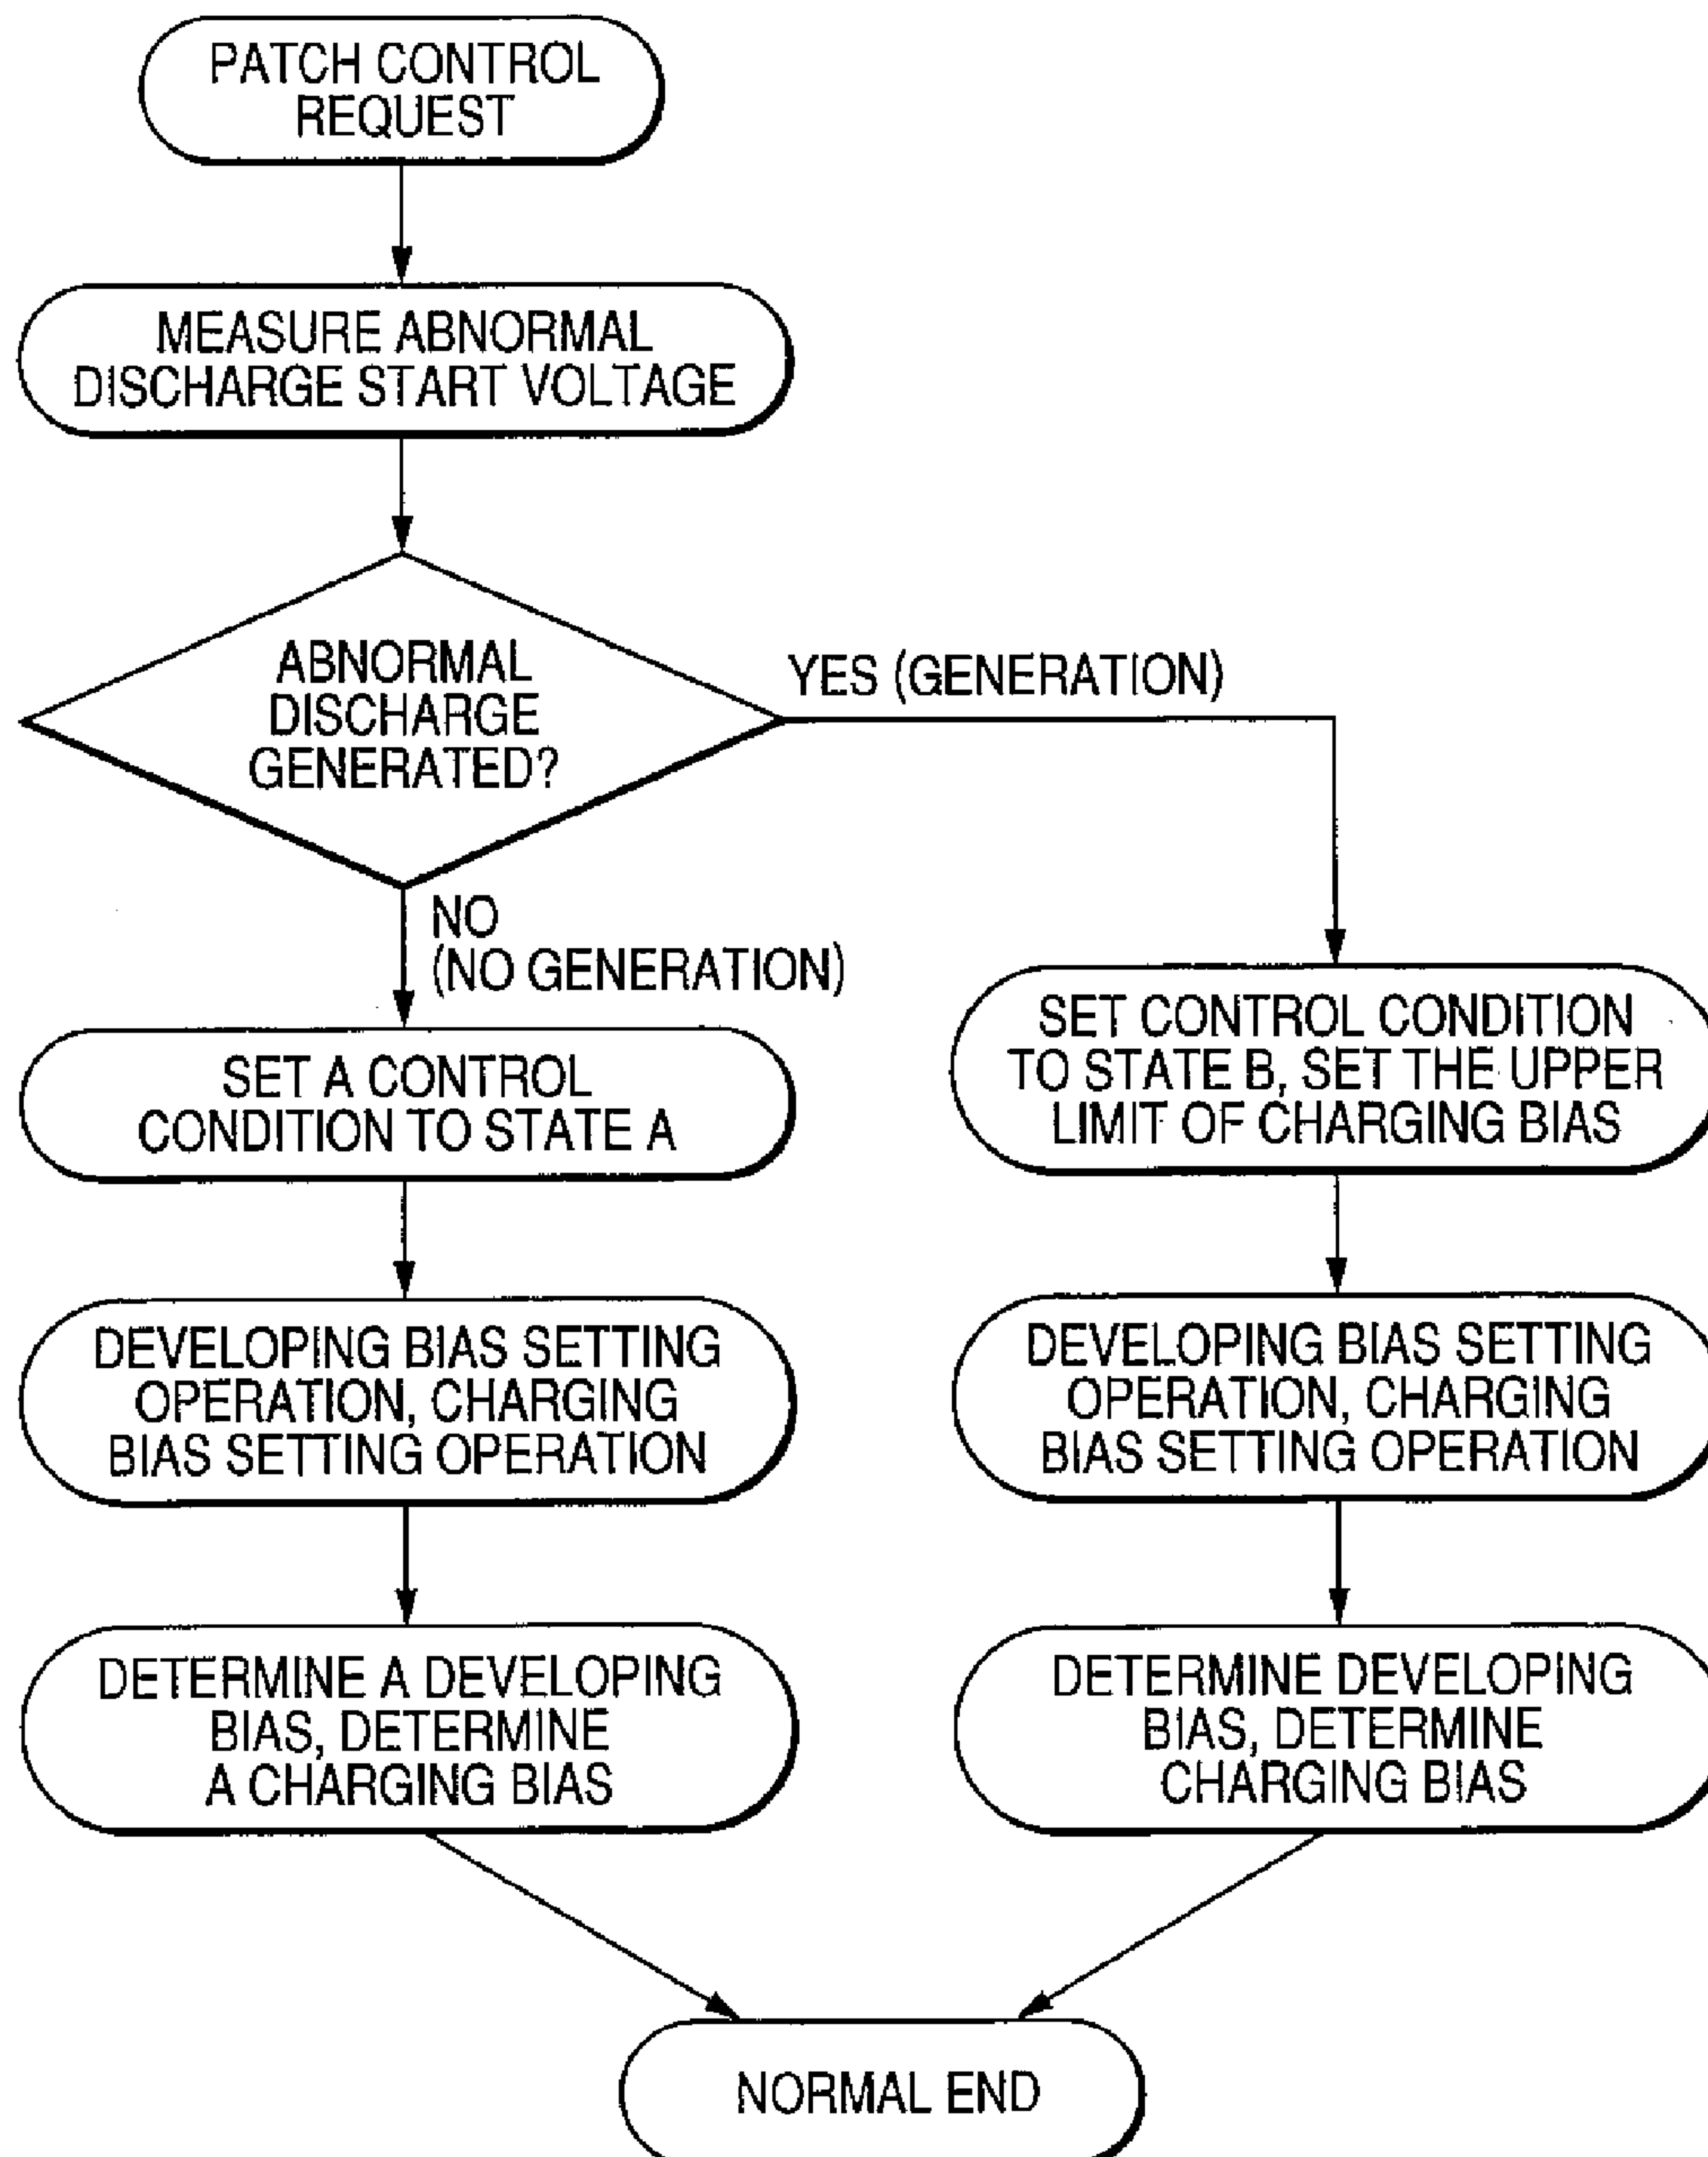 PATCH CONTROL
REQUEST
MEASURE ABNORMAL
DISCHARGE START VOLTAGE
ABNORMAL
DISCHARGE
GENERATED?
YES (GENERATION)
NO
(NO GENERATION)
SET A CONTROL
CONDITION TO STATE A
DEVELOPING BIAS SETTING
OPERATION, CHARGING
BIAS SETTING OPERATION
DETERMINE A DEVELOPING
BIAS, DETERMINE
A CHARGING BIAS
SET CONTROL CONDITION
TO STATE B, SET THE UPPER
LIMIT OF CHARGING BIAS
DEVELOPING BIAS SETTING
OPERATION, CHARGING
BIAS SETTING OPERATION
DETERMINE DEVELOPING
BIAS, DETERMINE
CHARGING BIAS
NORMAL END